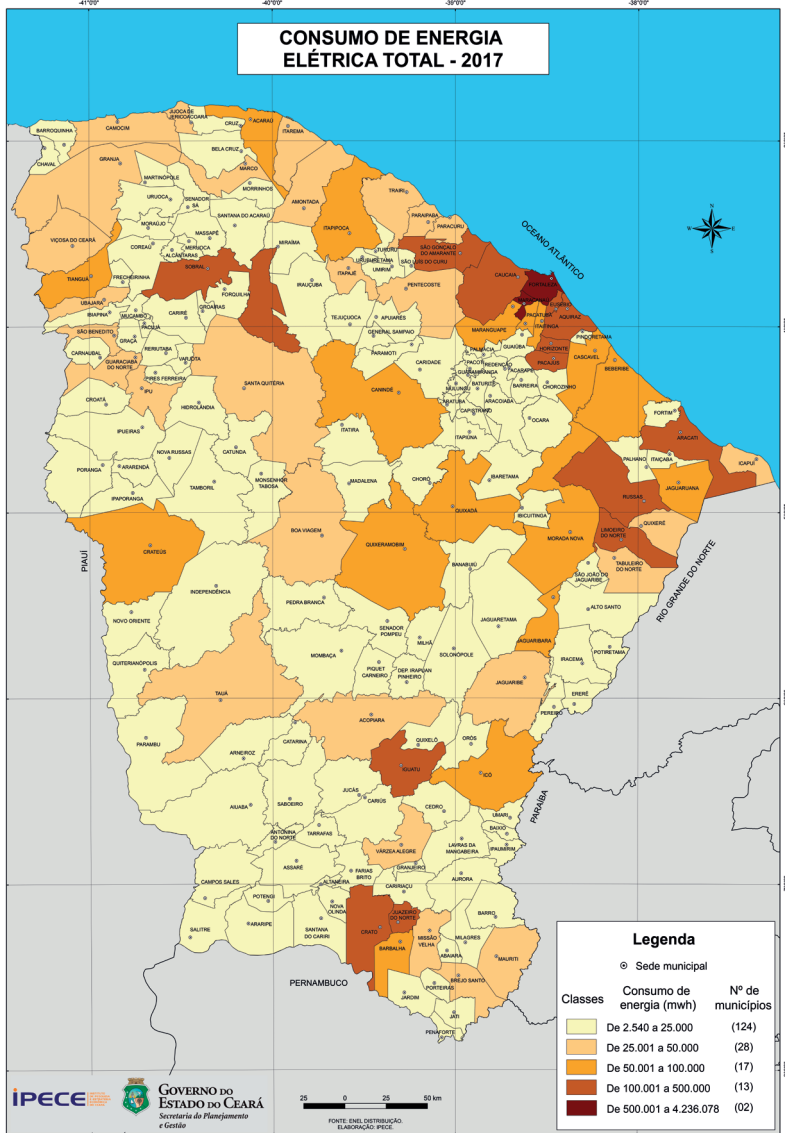 -41°0'0"
-40°0'0"
-39°0'0"
-38°0'0"
CONSUMO DE ENERGIA
ELÉTRICA TOTAL - 2017
BARROQUINHA
CHAVAL
CAMOCIM
JIJOCA DE
JERICOACOARA
CRUZ
ACARAÚ
ITAREMA
BELA CRUZ
GRANJA
MARCO
MARTINÓPOLE
MORRINHOS
URUOCA
SENADOR
SÁ
AMONTADA
TRAIRI
PARAIPABA
PARACURU
MORAÚJO
SANTANA DO ACARAÚ
ITAPIPOCA
OCEANO ATLÂNTICO
N
W
E
S
VIÇOSA DO CEARÁ
COREAÚ
MASSAPÊ
MERUOCA
ALCÂNTARAS
MIRAÍMA
TURURU
URUBURETAMA
UMIRIM
SÃO LUÍS DO CURU
SÃO GONÇALO
DO AMARANTE
SOBRAL
TIANGUÁ
FRECHEIRINHA
FORQUILHA
IRAUÇUBA
ITAPAJÉ
PENTECOSTE
CAUCAIA
FORTALEZA
MARACANAÚ
EUSÉBIO
AQUIRAZ
UBAJARA
IBIAPINA
MUCAMBO
PACUJÁ
CARIRÉ
GROAÍRAS
TEJUÇUOCA
APUIARÉS
GENERAL SAMPAIO
MARANGUAPE
PACATUBA
ITAITINGA
GUAIÚBA
HORIZONTE
PACAJUS
PINDORETAMA
CASCAVEL
BEBERIBE
SÃO BENEDITO
GRAÇA
RERIUTABA
VARJOTA
CARNAUBAL
GUARACIABA
DO NORTE
PIRES FERREIRA
IPU
SANTA QUITÉRIA
PARAMOTI
CARIDADE
PALMÁCIA
PACOTI
REDENÇÃO
GUARAMIRANGA
ACARAPE
MULUNGU
BATURITÉ
BARREIRA
CHOROZINHO
ARATUBA
ARACOIABA
CAPISTRANO
OCARA
CANINDÉ
CROATÁ
HIDROLÂNDIA
IPUEIRAS
ITATIRA
ITAPIÚNA
FORTIM
ARACATI
PALHANO
ITAIÇABA
ICAPUÍ
NOVA RUSSAS
CATUNDA
PORANGA
ARARENDÁ
TAMBORIL
MONSENHOR
TABOSA
MADALENA
CHORÓ
IBARETAMA
IPAPORANGA
RUSSAS
JAGUARUANA
QUIXADÁ
IBICUITINGA
QUIXERÉ
LIMOEIRO
DO NORTE
MORADA NOVA
TABULEIRO
DO NORTE
BOA VIAGEM
QUIXERAMOBIM
CRATEÚS
PIAUÍ
BANABUIÚ
SÃO JOÃO DO
JAGUARIBE
RIO GRANDE DO NORTE
INDEPENDÊNCIA
PEDRA BRANCA
ALTO SANTO
NOVO ORIENTE
SENADOR
POMPEU
JAGUARETAMA
JAGUARIBARA
MILHÃ
POTIRETAMA
QUITERIANÓPOLIS
MOMBAÇA
PIQUET
CARNEIRO
DEP. IRAPUAN
PINHEIRO
SOLONÓPOLE
IRACEMA
JAGUARIBE
ERERÊ
PEREIRO
TAUÁ
ACOPIARA
PARAMBU
CATARINA
QUIXELÔ
ORÓS
ARNEIROZ
IGUATU
ICÓ
PARAÍBA
AIUABA
SABOEIRO
JUCÁS
CARIÚS
CEDRO
UMARI
BAIXIO
IPAUMIRIM
ANTONINA
DO NORTE
TARRAFAS
VÁRZEA ALEGRE
LAVRAS DA
MANGABEIRA
ASSARÉ
GRANJEIRO
FARIAS
BRITO
ALTANEIRA
CARIRIAÇU
AURORA
CAMPOS SALES
POTENGI
NOVA
OLINDA
SALITRE
ARARIPE
SANTANA
DO CARIRI
CRATO
JUAZEIRO
DO NORTE
BARRO
MISSÃO
VELHA
MILAGRES
ABAIARA
MAURITI
BARBALHA
BREJO SANTO
PORTEIRAS
JARDIM
JATI
PENAFORTE
PERNAMBUCO
Legenda
Sede municipal
Classes
Consumo de
energia (mwh)
Nº de
municípios
De 2.540 a 25.000 (124)
De 25.001 a 50.000 (28)
De 50.001 a 100.000 (17)
De 100.001 a 500.000 (13)
De 500.001 a 4.236.078 (02)
iPECE
GOVERNO DO
ESTADO DO CEARÁ
Secretaria do Planejamento
e Gestão
25 0 25 50 km
FONTE: ENEL DISTRIBUIÇÃO.
ELABORAÇÃO: IPECE.